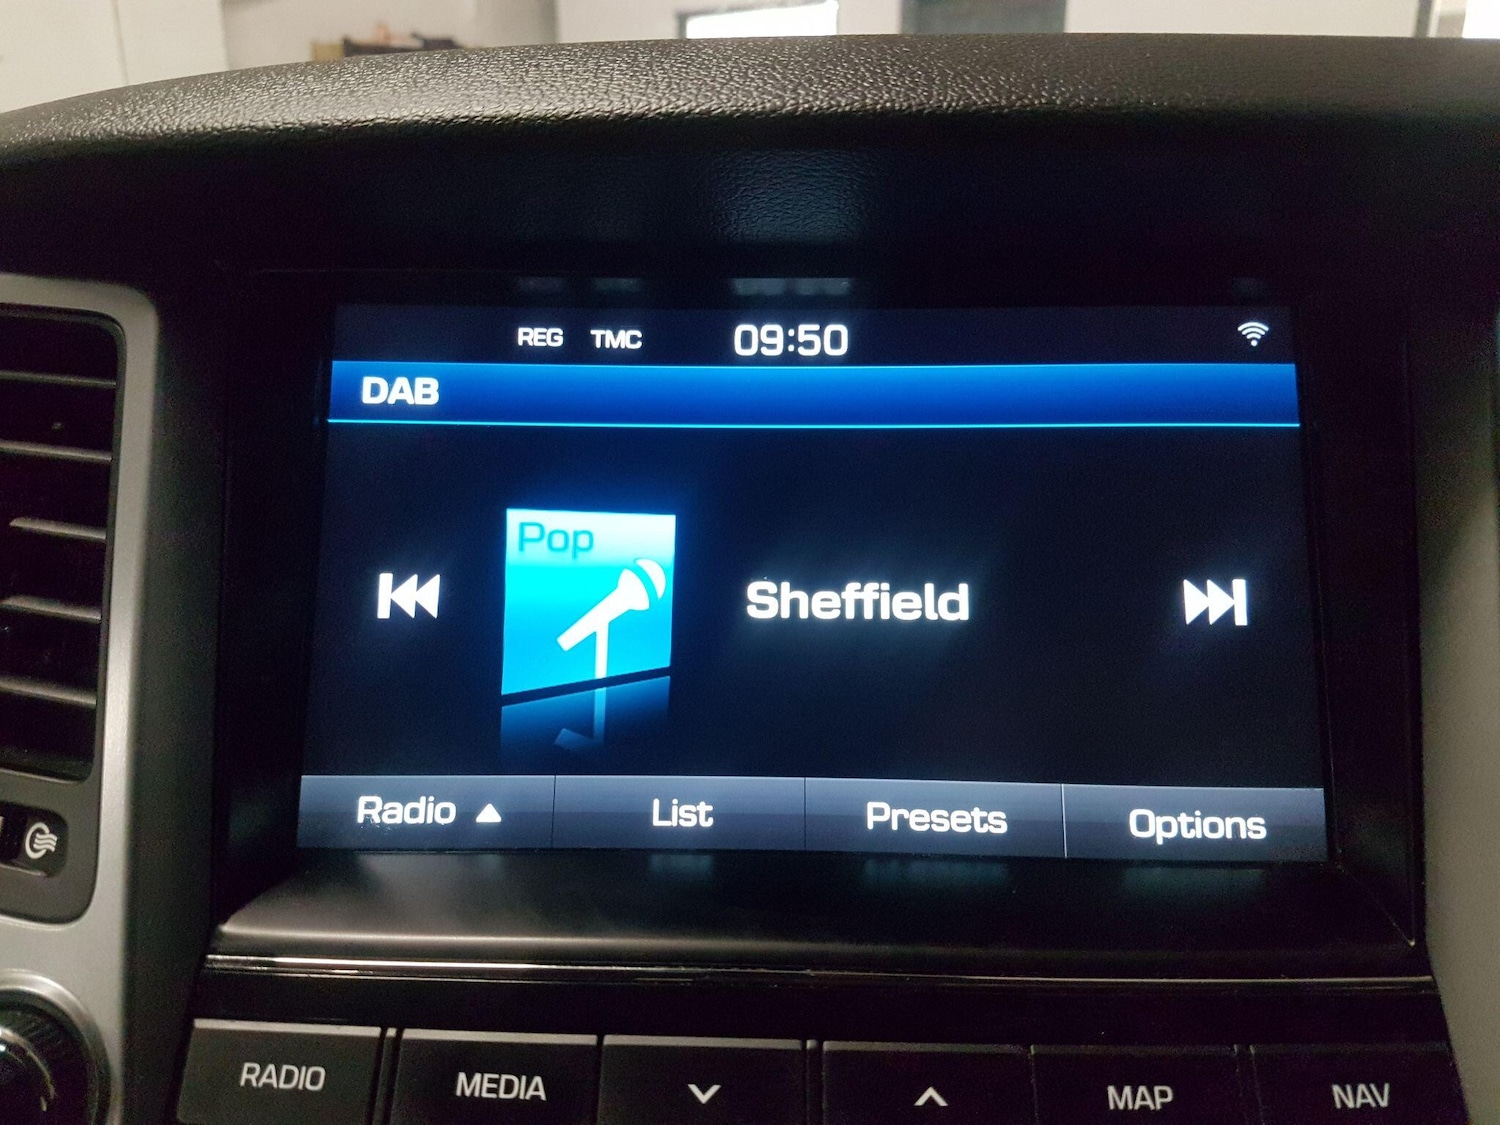 REG TMC 09:50
DAB
Pop
Sheffield
Radio List Presets Options
RADIO MEDIA MAP NAV